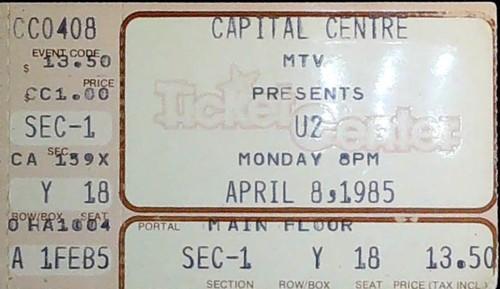 CC0408
EVENT CODE
$ 13.50
PRICE
$ CC1.00
SEC-1
SEC.
CA 159X
Y 18
ROW/BOX SEAT
0 HA1004
A 1FEB5
CAPITAL CENTRE
MTV
PRESENTS
Ticket Center
U2
MONDAY 8PM
APRIL 8,1985
PORTAL MAIN FLOOR
SEC-1 Y 18 13.50
SECTION ROW/BOX SEAT PRICE (TAX INCL.)